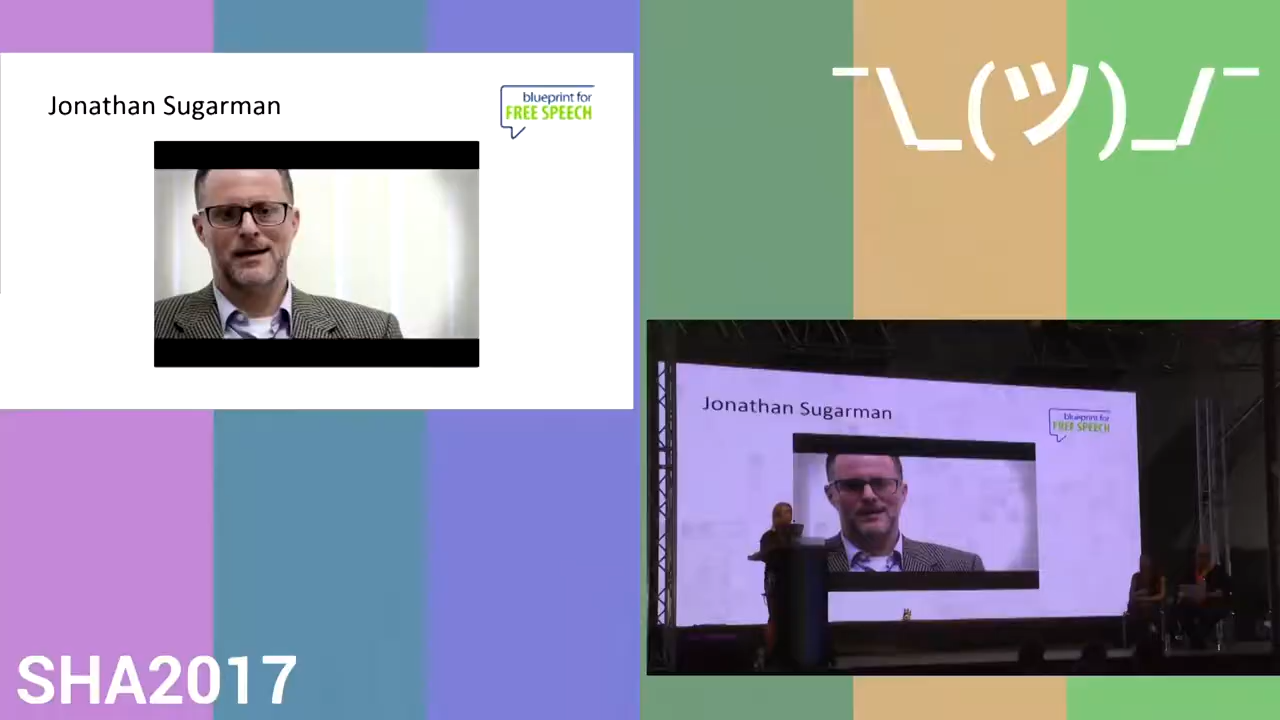 Jonathan Sugarman
blueprint for
FREE SPEECH
¯\_(ツ)_/¯
Jonathan Sugarman
blueprint for
FREE SPEECH
SHA2017